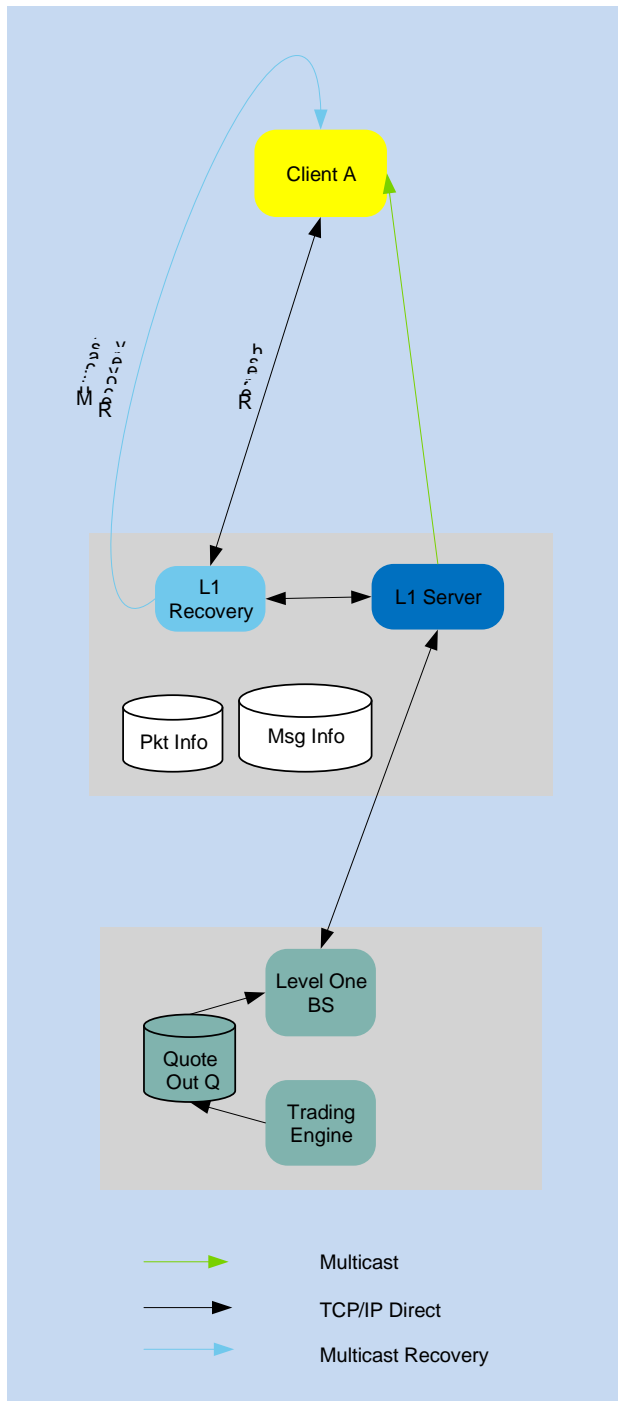 Client A
L1
Recovery
L1 Server
Pkt Info
Msg Info
Level One
BS
Quote
Out Q
Trading
Engine
Multicast
TCP/IP Direct
Multicast Recovery